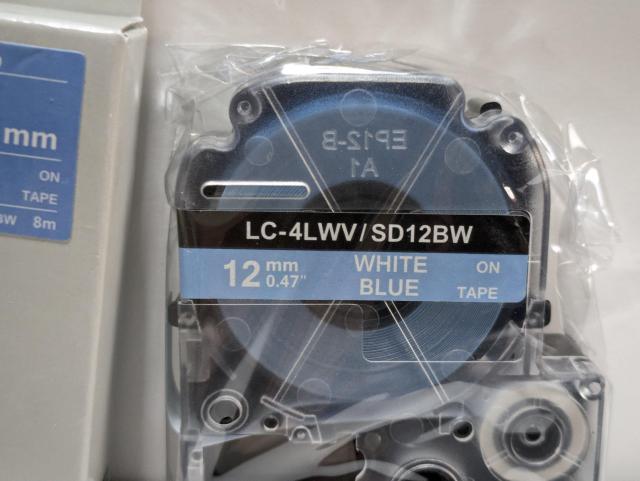 mm
ON
TAPE
BW 8m
EP12-B
A1
LC-4LWV/SD12BW
12 mm
0.47"
WHITE ON
BLUE TAPE